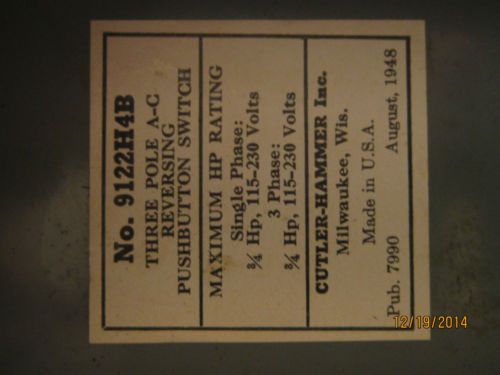 No. 9122H4B
THREE POLE A-C
REVERSING
PUSHBUTTON SWITCH
MAXIMUM HP RATING
Single Phase:
¾ Hp, 115-230 Volts
3 Phase:
¾ Hp, 115-230 Volts
CUTLER-HAMMER Inc.
Milwaukee, Wis.
Made in U.S.A.
Pub. 7990 August, 1948
12/19/2014